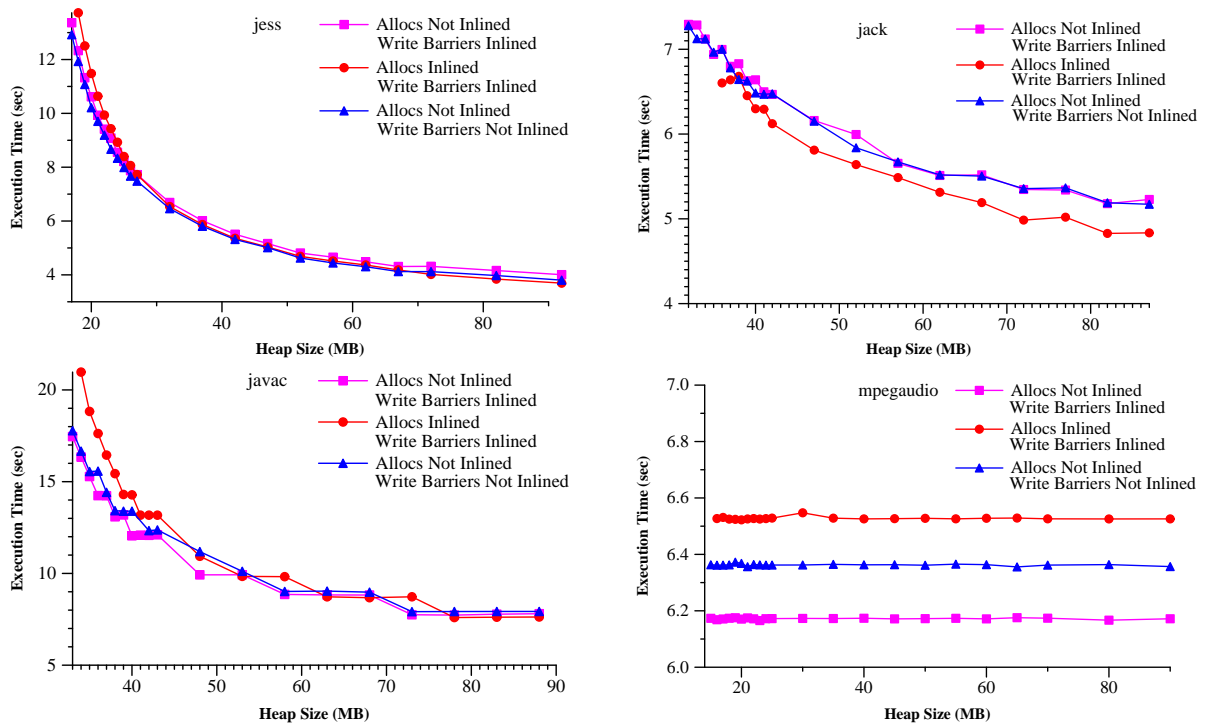 jess
Allocs Not Inlined
Write Barriers Inlined
Allocs Inlined
Write Barriers Inlined
Allocs Not Inlined
Write Barriers Not Inlined
Execution Time (sec)
12
10
8
6
4
20
40
60
80
Heap Size (MB)
jack
Allocs Not Inlined
Write Barriers Inlined
Allocs Inlined
Write Barriers Inlined
Allocs Not Inlined
Write Barriers Not Inlined
Execution Time (sec)
7
6
5
4
40
50
60
70
80
Heap Size (MB)
javac
Allocs Not Inlined
Write Barriers Inlined
Allocs Inlined
Write Barriers Inlined
Allocs Not Inlined
Write Barriers Not Inlined
Execution Time (sec)
20
15
10
5
40
50
60
70
80
90
Heap Size (MB)
mpegaudio
Allocs Not Inlined
Write Barriers Inlined
Allocs Inlined
Write Barriers Inlined
Allocs Not Inlined
Write Barriers Not Inlined
Execution Time (sec)
7.0
6.8
6.6
6.4
6.2
6.0
20
40
60
80
Heap Size (MB)